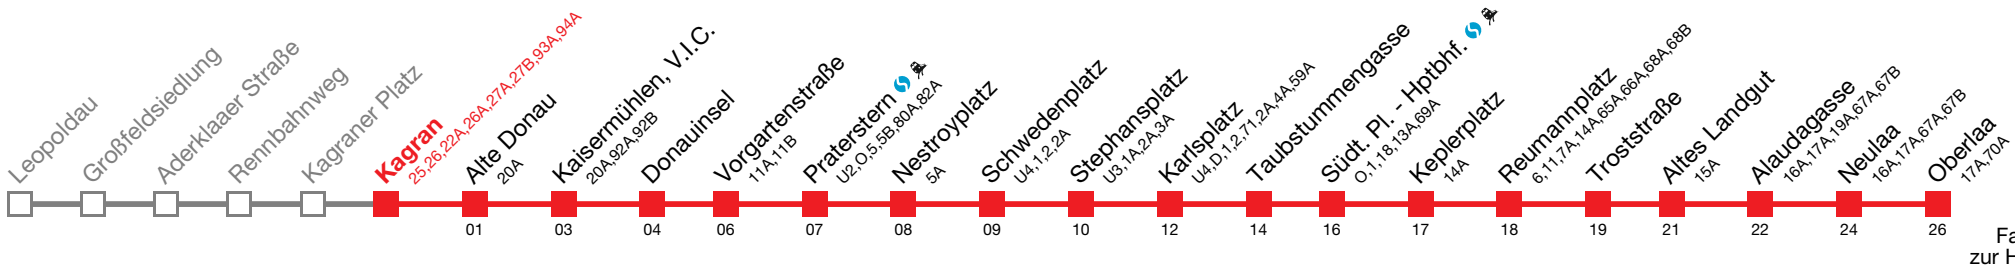 Leopoldau
Großfeldsiedlung
Aderklaaer Straße
Rennbahnweg
Kagraner Platz
Kagran
25,26,22A,26A,27A,27B,93A,94A
Alte Donau
20A
01
Kaisermühlen, V.I.C.
20A,92A,92B
03
Donauinsel
04
Vorgartenstraße
11A,11B
06
Praterstern
U2,O,5,5B,80A,82A
07
Nestroyplatz
5A
08
Schwedenplatz
U4,1,2,2A
09
Stephansplatz
U3,1A,2A,3A
10
Karlsplatz
U4,D,1,2,71,2A,4A,59A
12
Taubstummengasse
14
Südt. Pl. - Hptbhf.
O,1,18,13A,69A
16
Keplerplatz
14A
17
Reumannplatz
6,11,7A,14A,65A,66A,68A,68B
18
Troststraße
19
Altes Landgut
15A
21
Alaudagasse
16A,17A,19A,67A,67B
22
Neulaa
16A,17A,67A,67B
24
Oberlaa
17A,70A
26
Fa
zur H